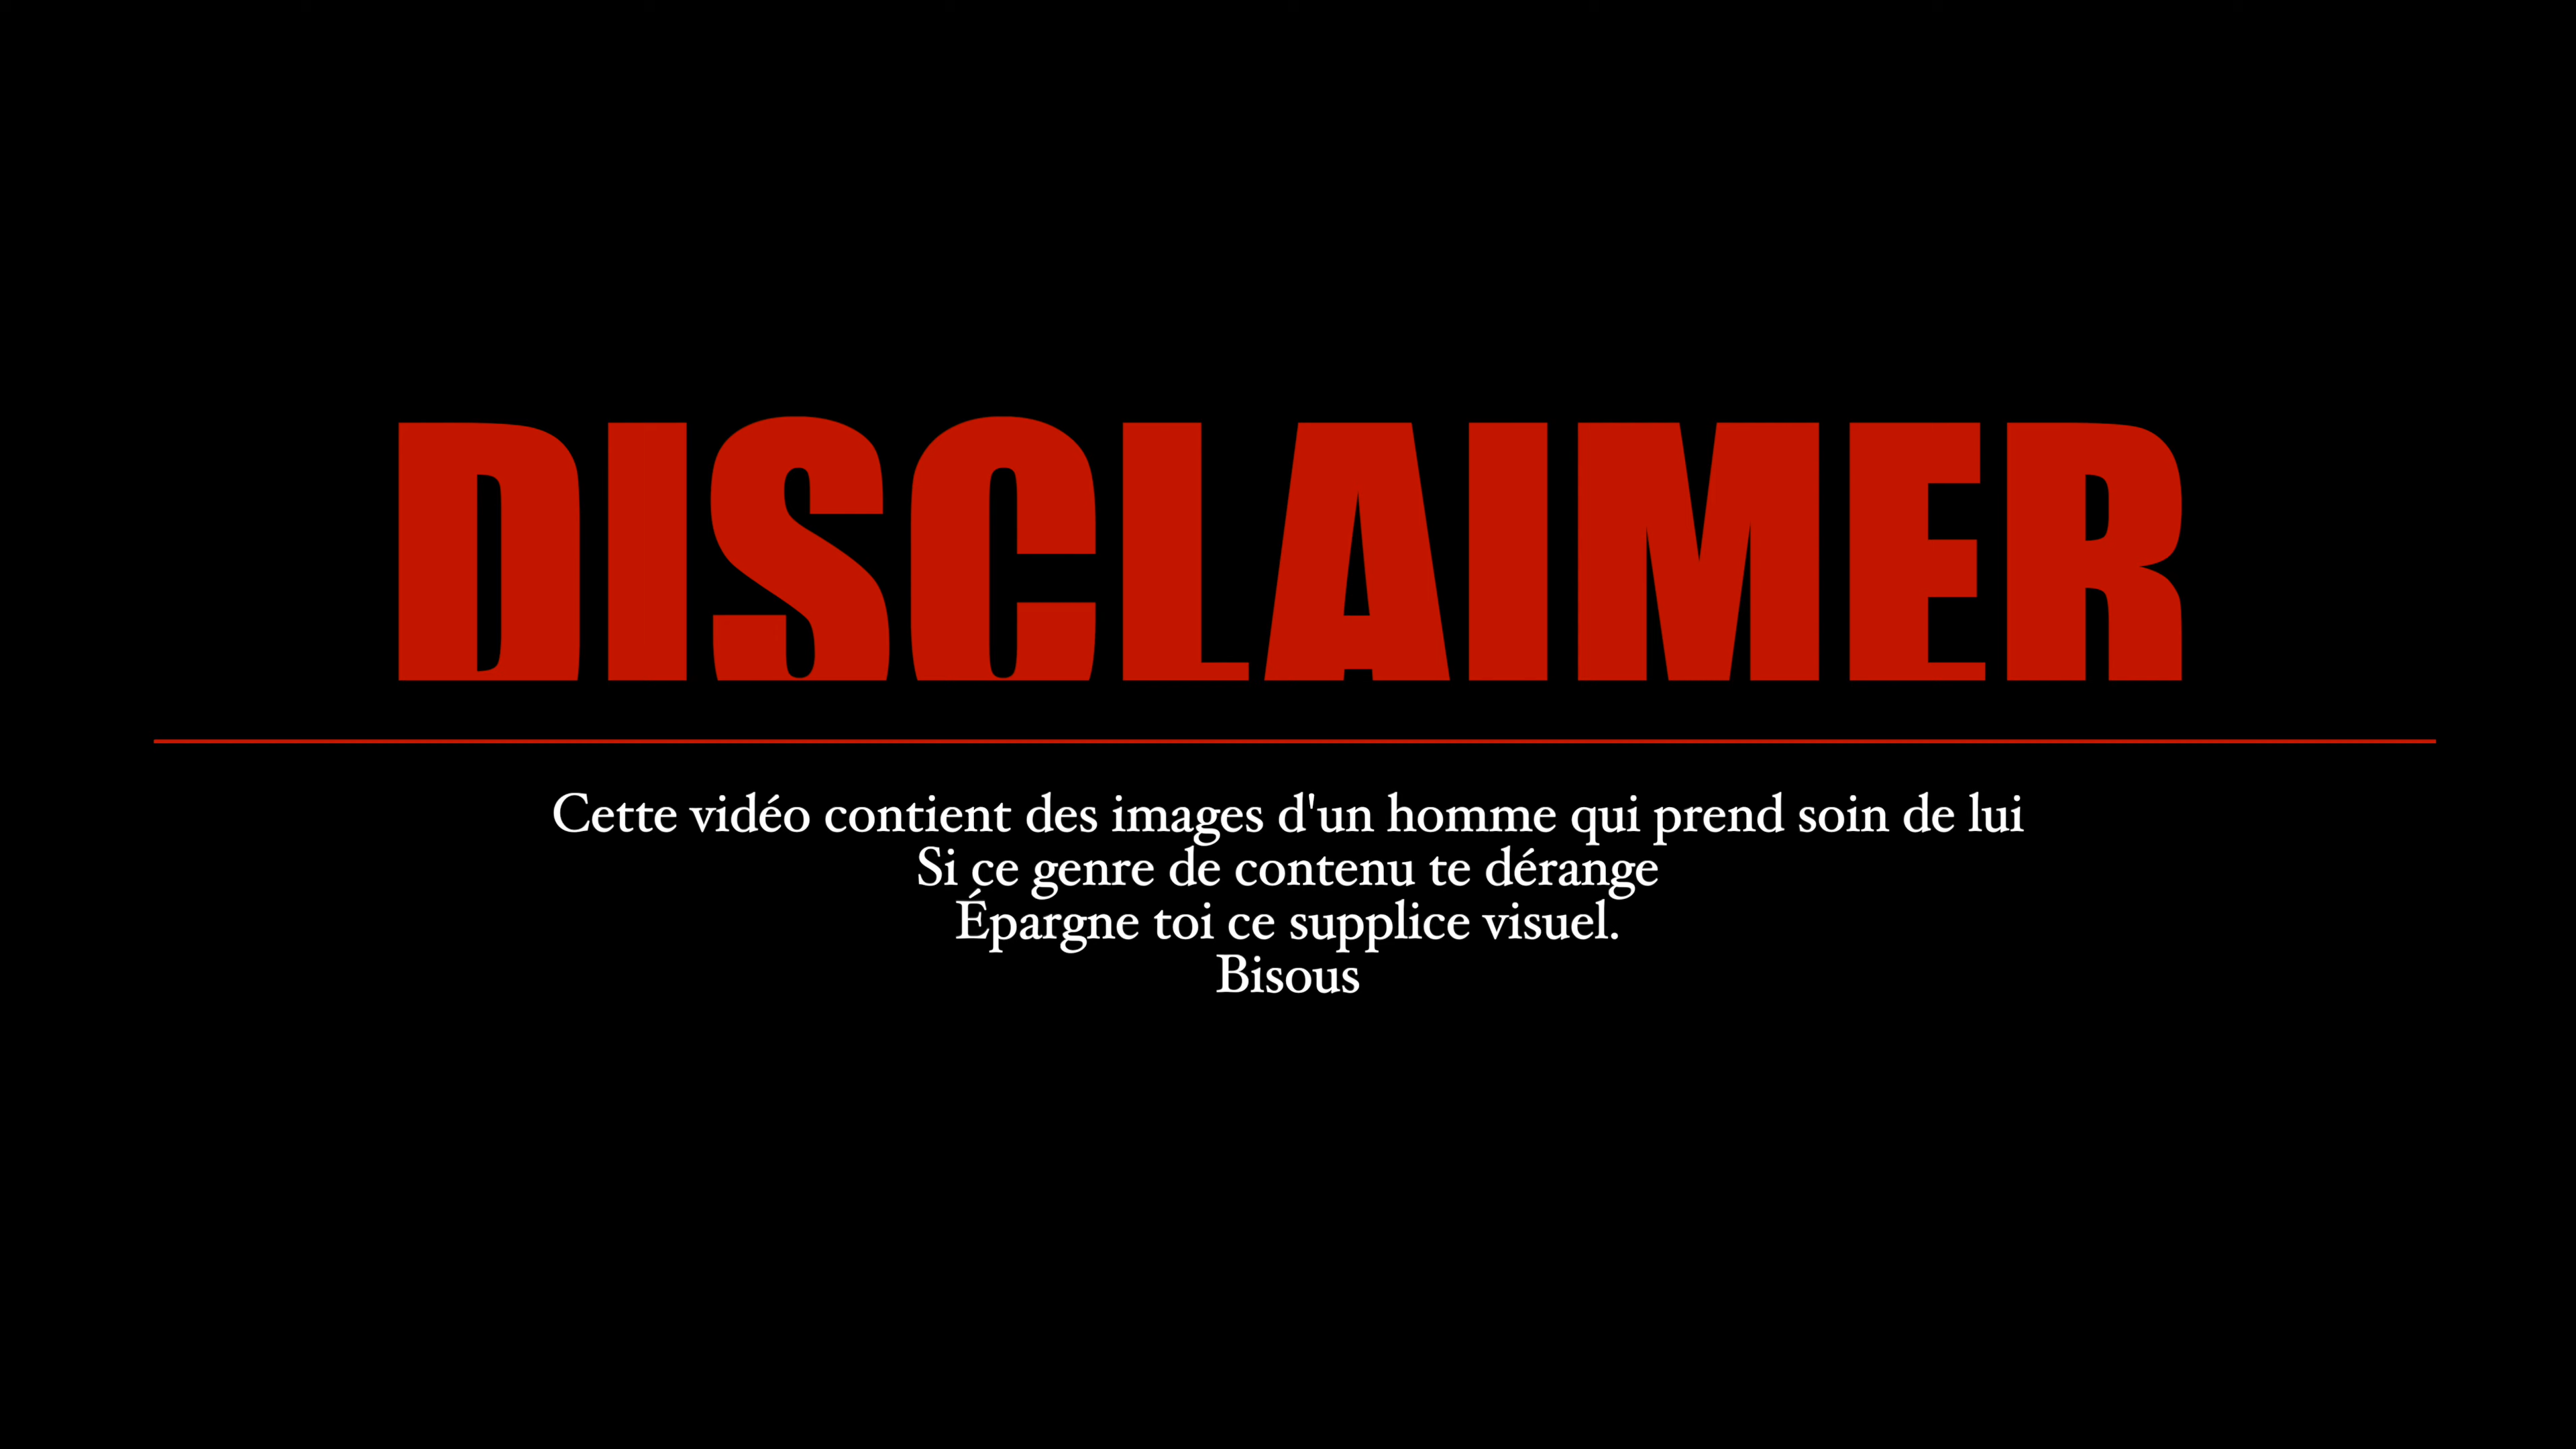 DISCLAIMER
Cette vidéo contient des images d'un homme qui prend soin de lui
Si ce genre de contenu te dérange
Épargne toi ce supplice visuel.
Bisous